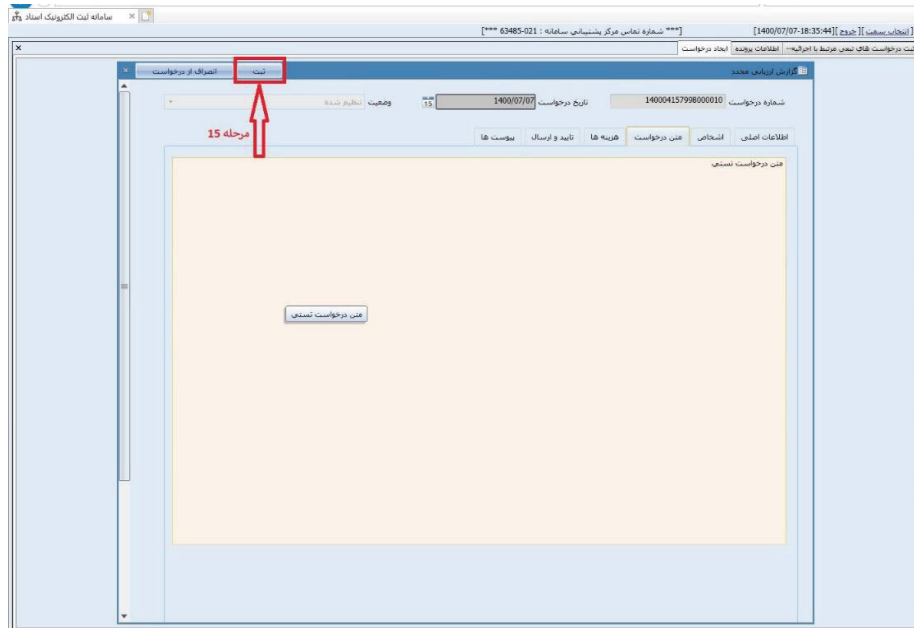 سامانه ثبت الکترونیک اسناد
[انتخاب سمت][خروج][1400/07/07-18:35:44]
[*** شماره تماس مرکز پشتیبانی سامانه : 021-63485 ***]
ثبت درخواست های تبعی مرتبط با اجرائیه-- اطلاعات پرونده ایجاد درخواست
گزارش ارزیابی مجدد
ثبت انصراف از درخواست
شماره درخواست 140004157998000010 تاریخ درخواست 1400/07/07 وضعیت تنظیم شده
مرحله 15
اطلاعات اصلی اشخاص متن درخواست هزینه ها تایید و ارسال پیوست ها
متن درخواست تستی
متن درخواست تستی